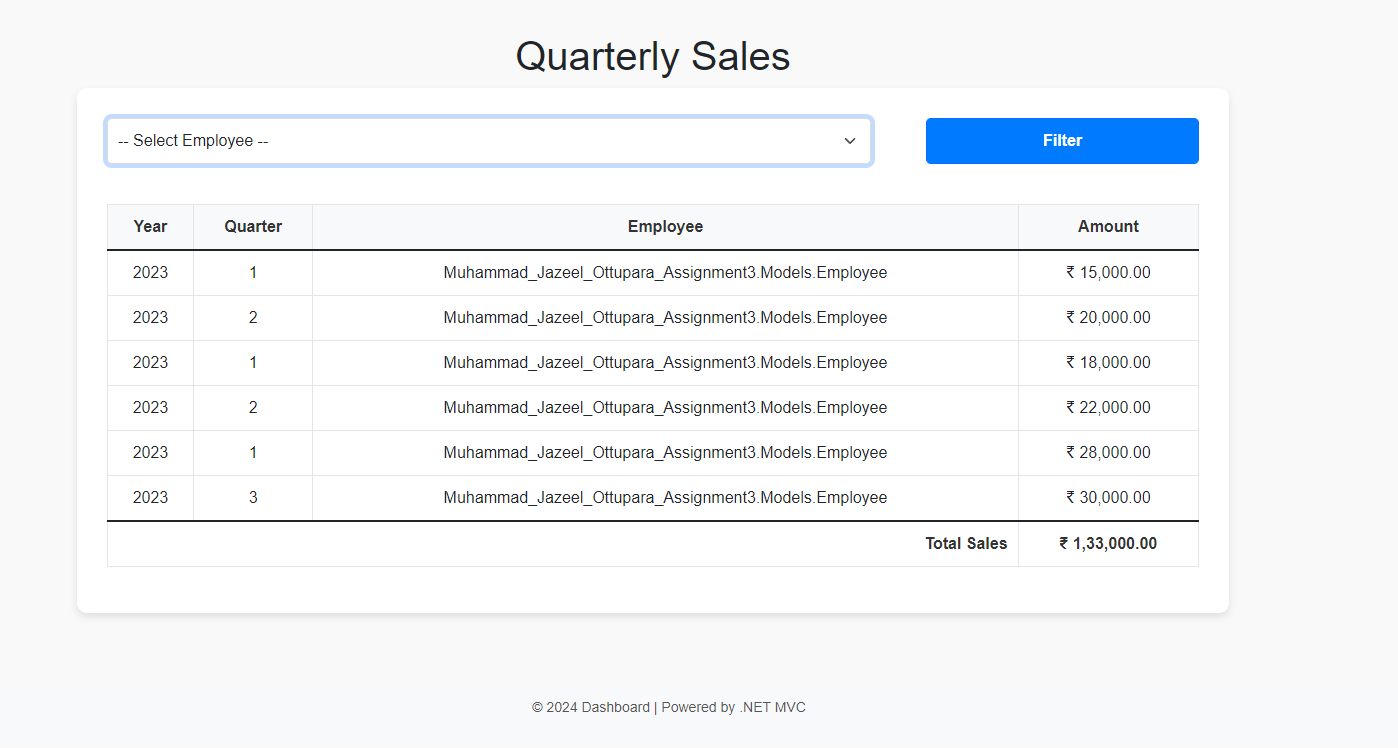 Quarterly Sales
-- Select Employee --
Filter
Year Quarter Employee Amount
2023 1 Muhammad_Jazeel_Ottupara_Assignment3.Models.Employee ₹ 15,000.00
2023 2 Muhammad_Jazeel_Ottupara_Assignment3.Models.Employee ₹ 20,000.00
2023 1 Muhammad_Jazeel_Ottupara_Assignment3.Models.Employee ₹ 18,000.00
2023 2 Muhammad_Jazeel_Ottupara_Assignment3.Models.Employee ₹ 22,000.00
2023 1 Muhammad_Jazeel_Ottupara_Assignment3.Models.Employee ₹ 28,000.00
2023 3 Muhammad_Jazeel_Ottupara_Assignment3.Models.Employee ₹ 30,000.00
Total Sales ₹ 1,33,000.00
© 2024 Dashboard | Powered by .NET MVC